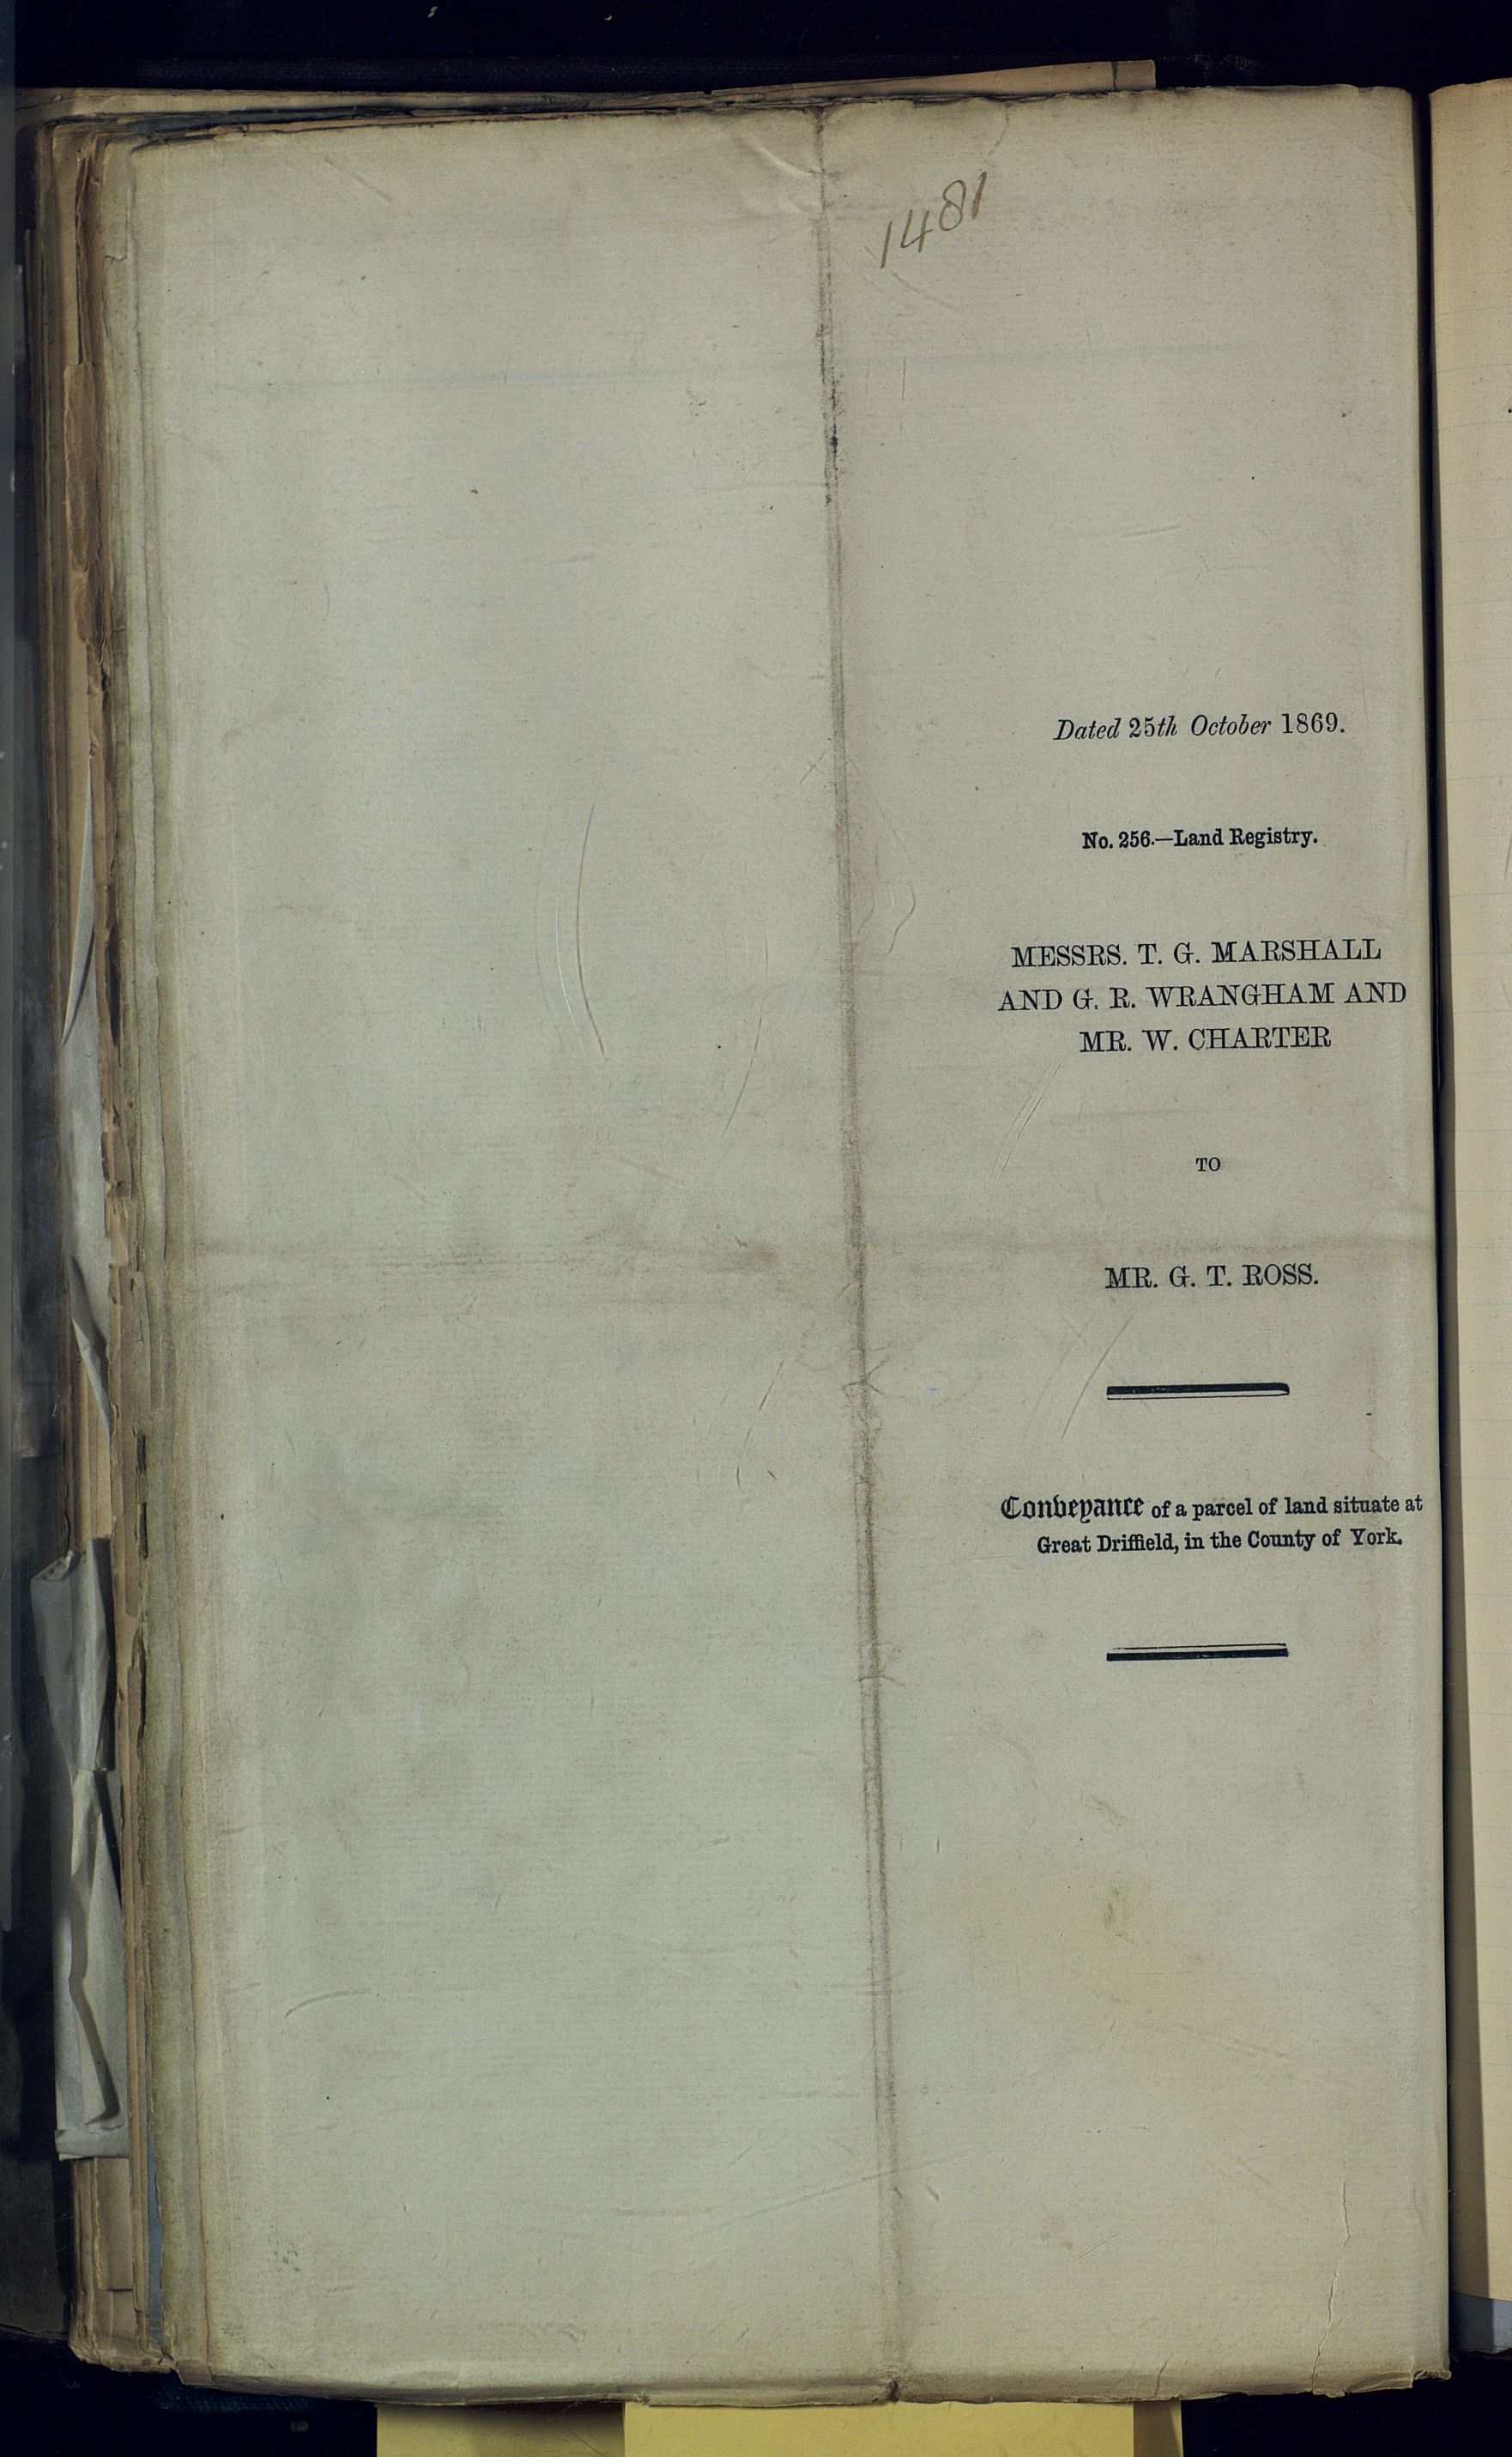 1481
Dated 25th October 1869.
No. 256.—Land Registry.
MESSRS. T. G. MARSHALL
AND G. R. WRANGHAM AND
MR. W. CHARTER
TO
MR. G. T. ROSS.
Conveyance of a parcel of land situate at
Great Driffield, in the County of York.